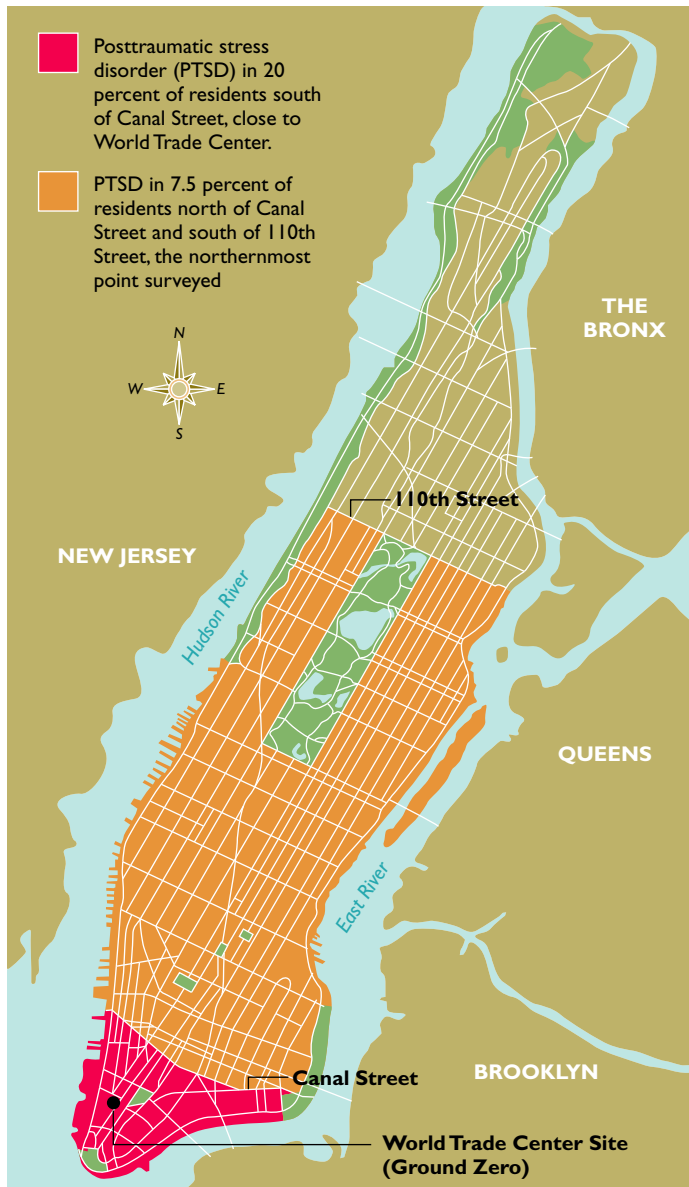 Posttraumatic stress
disorder (PTSD) in 20
percent of residents south
of Canal Street, close to
World Trade Center.
PTSD in 7.5 percent of
residents north of Canal
Street and south of 110th
Street, the northernmost
point surveyed
N
W
E
S
THE
BRONX
110th Street
NEW JERSEY
Hudson River
QUEENS
East River
Canal Street
BROOKLYN
World Trade Center Site
(Ground Zero)